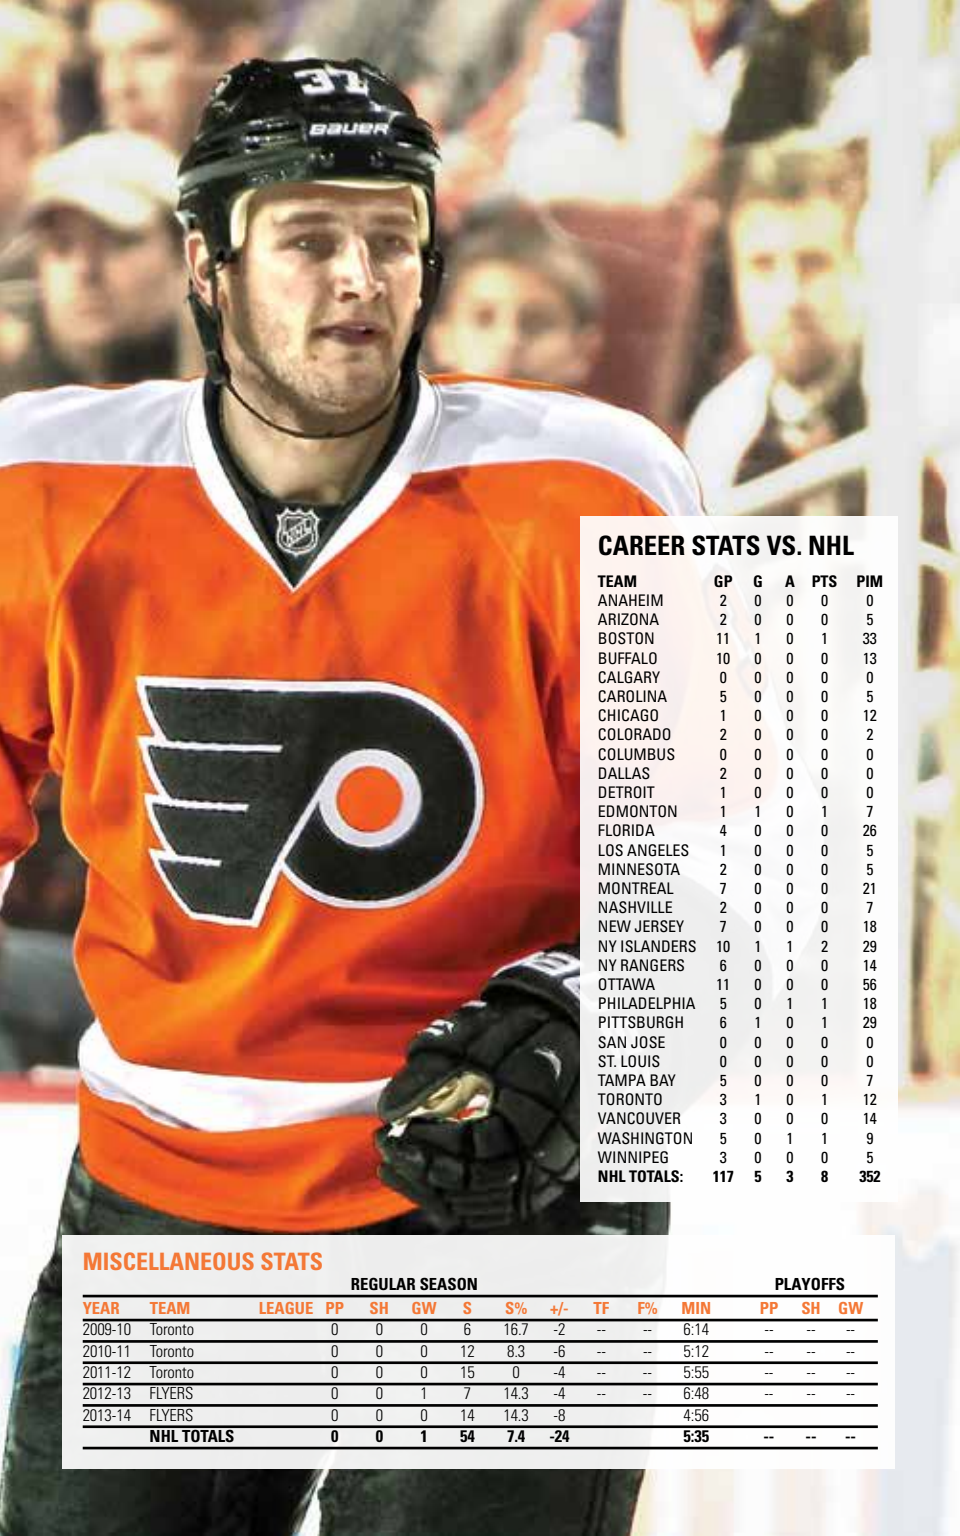 37
BAUER
NHL
CAREER STATS VS. NHL
TEAM GP G A PTS PIM
ANAHEIM 2 0 0 0 0
ARIZONA 2 0 0 0 5
BOSTON 11 1 0 1 33
BUFFALO 10 0 0 0 13
CALGARY 0 0 0 0 0
CAROLINA 5 0 0 0 5
CHICAGO 1 0 0 0 12
COLORADO 2 0 0 0 2
COLUMBUS 0 0 0 0 0
DALLAS 2 0 0 0 0
DETROIT 1 0 0 0 0
EDMONTON 1 1 0 1 7
FLORIDA 4 0 0 0 26
LOS ANGELES 1 0 0 0 5
MINNESOTA 2 0 0 0 5
MONTREAL 7 0 0 0 21
NASHVILLE 2 0 0 0 7
NEW JERSEY 7 0 0 0 18
NY ISLANDERS 10 1 1 2 29
NY RANGERS 6 0 0 0 14
OTTAWA 11 0 0 0 56
PHILADELPHIA 5 0 1 1 18
PITTSBURGH 6 1 0 1 29
SAN JOSE 0 0 0 0 0
ST. LOUIS 0 0 0 0 0
TAMPA BAY 5 0 0 0 7
TORONTO 3 1 0 1 12
VANCOUVER 3 0 0 0 14
WASHINGTON 5 0 1 1 9
WINNIPEG 3 0 0 0 5
NHL TOTALS: 117 5 3 8 352
MISCELLANEOUS STATS
REGULAR SEASON PLAYOFFS
YEAR TEAM LEAGUE PP SH GW S S% +/- TF F% MIN PP SH GW
2009-10 Toronto 0 0 0 6 16.7 -2 -- -- 6:14 -- -- --
2010-11 Toronto 0 0 0 12 8.3 -6 -- -- 5:12 -- -- --
2011-12 Toronto 0 0 0 15 0 -4 -- -- 5:55 -- -- --
2012-13 FLYERS 0 0 1 7 14.3 -4 -- -- 6:48 -- -- --
2013-14 FLYERS 0 0 0 14 14.3 -8 4:56
NHL TOTALS 0 0 1 54 7.4 -24 5:35 -- -- --